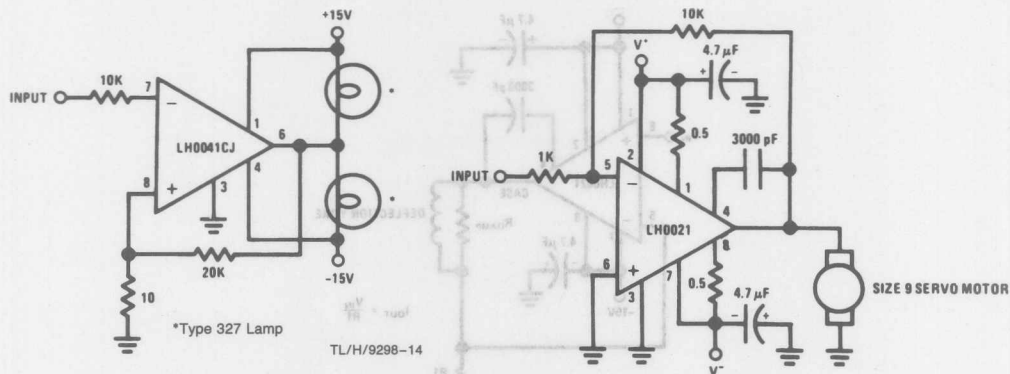 +15V
10K
INPUT
7
1
LH0041CJ
6
4
8
3
20K
-15V
10
*Type 327 Lamp
TL/H/9298-14
10K
V+
4.7 µF
0.5
3000 pF
1K
INPUT
5
2
1
4
LH0021
8
6
3
7
0.5
4.7 µF
SIZE 9 SERVO MOTOR
V-